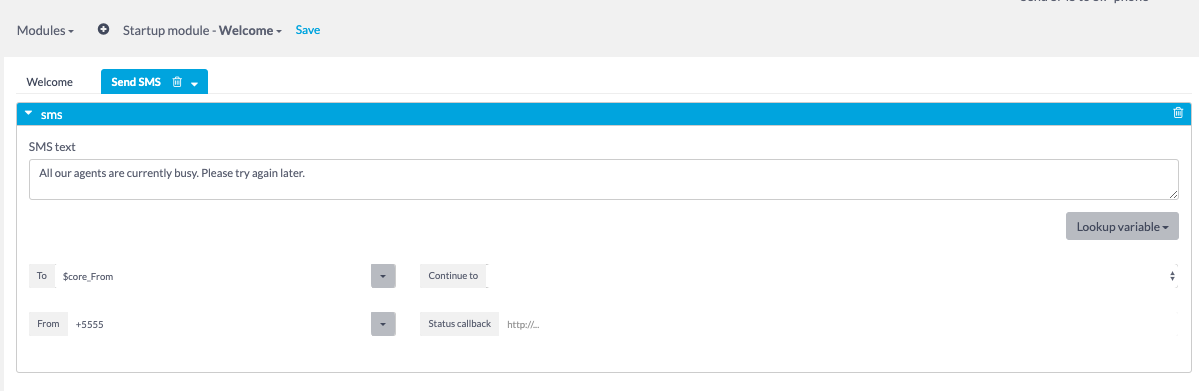 Modules
Startup module - Welcome
Save
Welcome
Send SMS
sms
SMS text
All our agents are currently busy. Please try again later.
Lookup variable
To $core_From
Continue to
From +5555
Status callback http://...